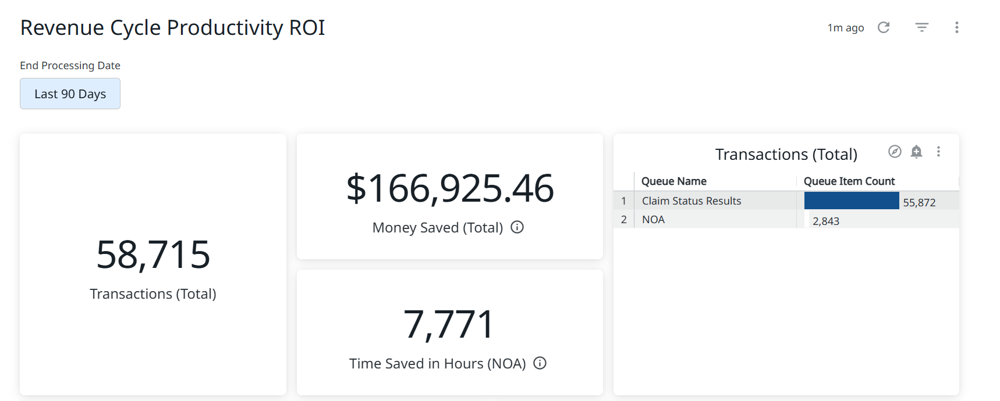 Revenue Cycle Productivity ROI
1m ago
End Processing Date
Last 90 Days
58,715
Transactions (Total)
$166,925.46
Money Saved (Total)
7,771
Time Saved in Hours (NOA)
Transactions (Total)
Queue Name Queue Item Count
1 Claim Status Results 55,872
2 NOA 2,843